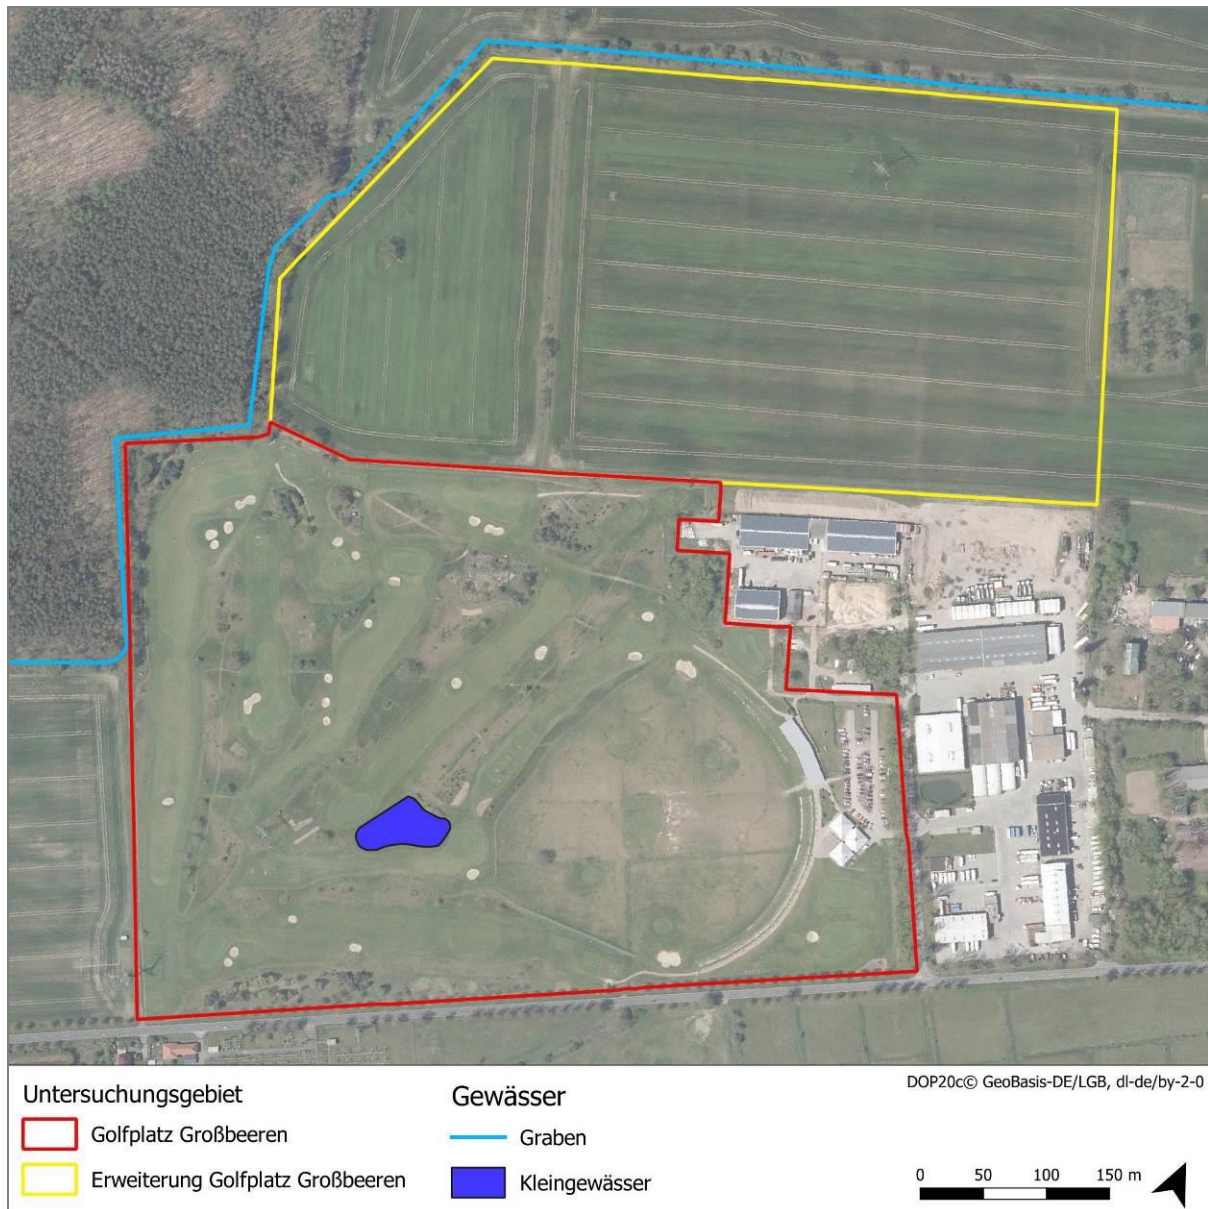 DOP20c© GeoBasis-DE/LGB, dl-de/by-2-0
Untersuchungsgebiet
Golfplatz Großbeeren
Erweiterung Golfplatz Großbeeren
Gewässer
Graben
Kleingewässer
0 50 100 150 m